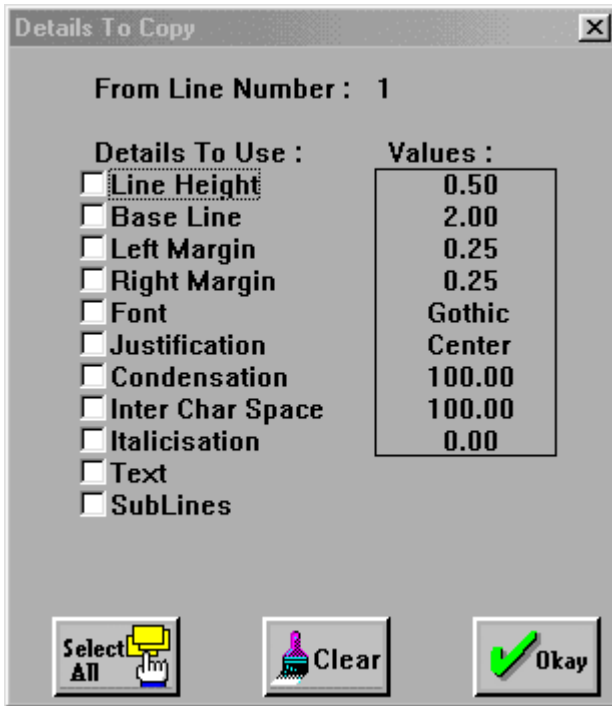 Details To Copy
From Line Number : 1
Details To Use : Values :
Line Height 0.50
Base Line 2.00
Left Margin 0.25
Right Margin 0.25
Font Gothic
Justification Center
Condensation 100.00
Inter Char Space 100.00
Italicisation 0.00
Text
SubLines
Select All
Clear
Okay